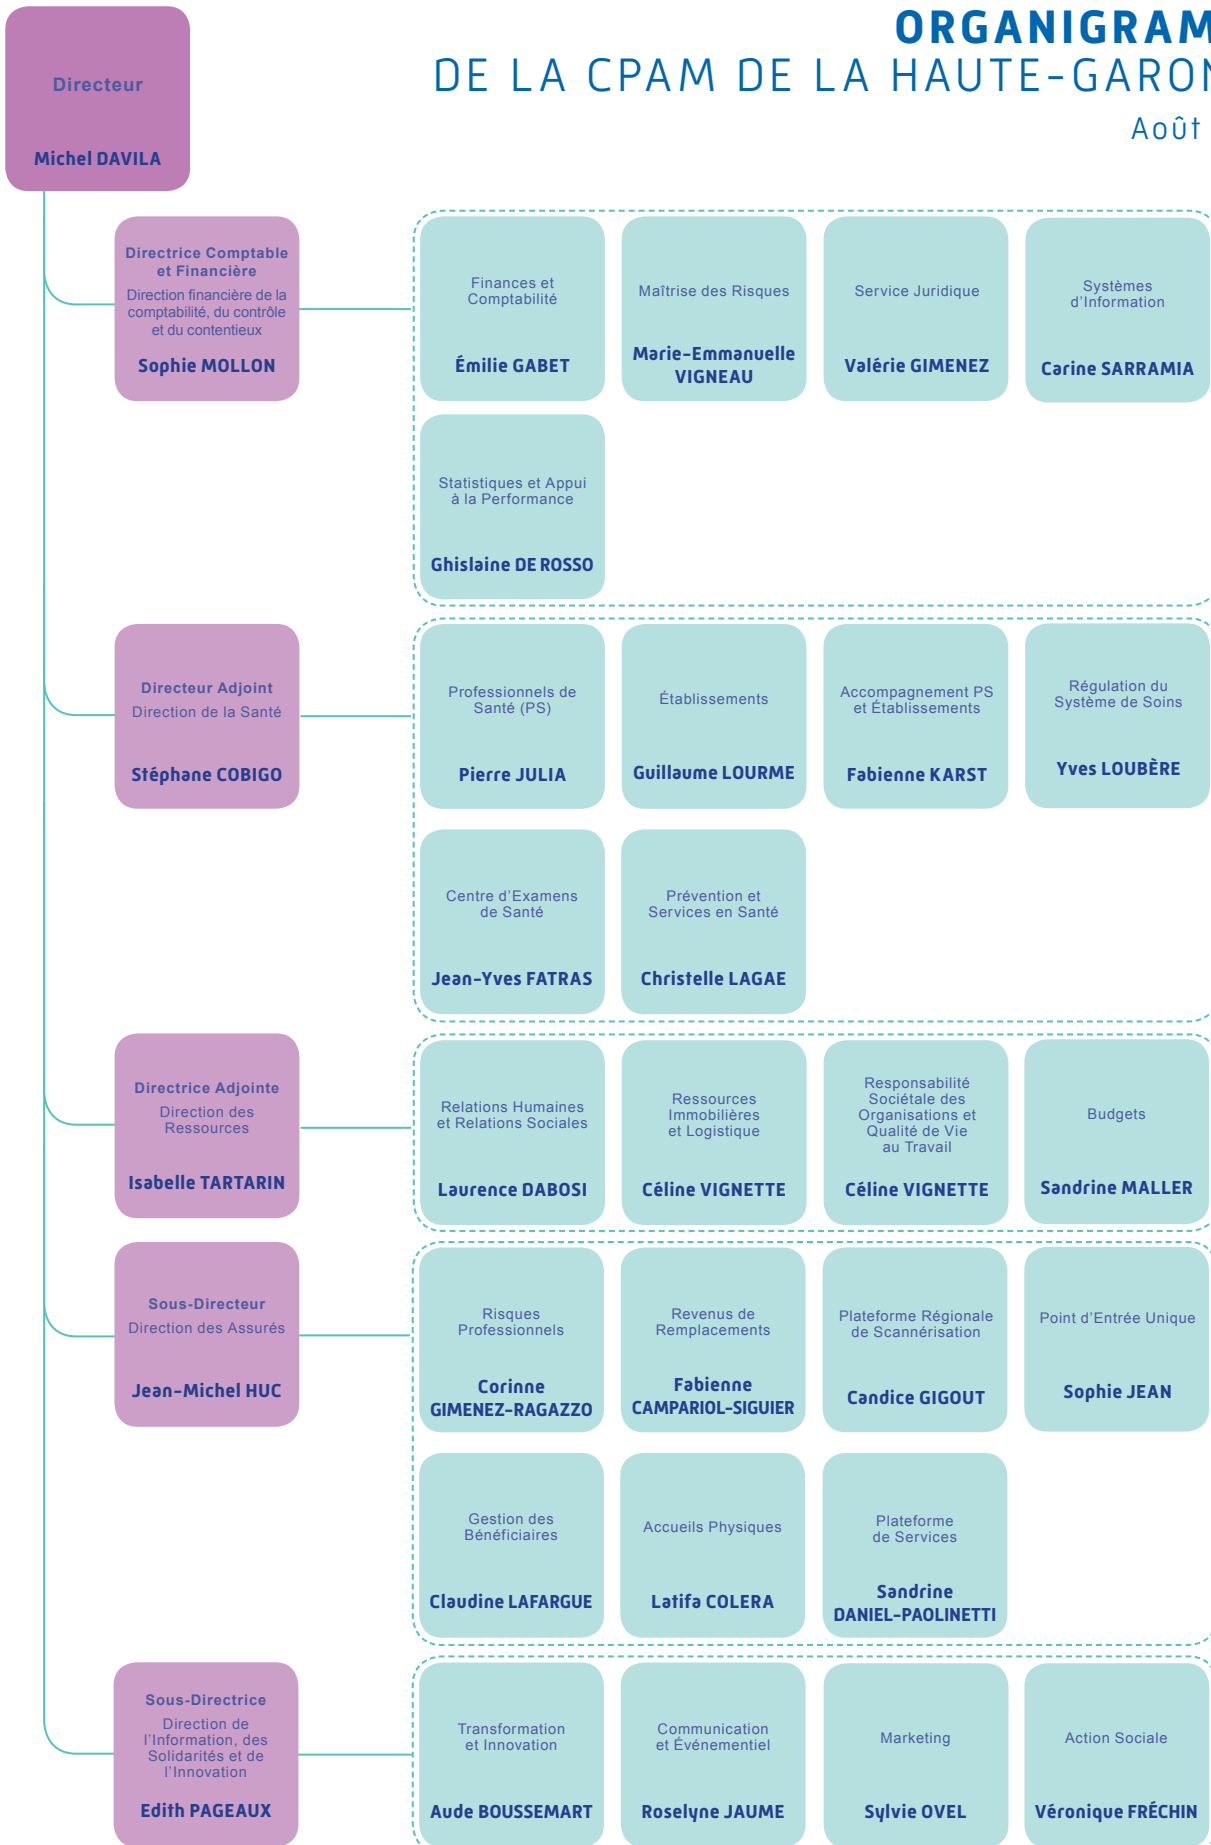 ORGANIGRAM
DE LA CPAM DE LA HAUTE-GARON
Août
Directeur
Michel DAVILA
Directrice Comptable
et Financière
Direction financière de la
comptabilité, du contrôle
et du contentieux
Sophie MOLLON
Finances et
Comptabilité
Émilie GABET
Maîtrise des Risques
Marie-Emmanuelle
VIGNEAU
Service Juridique
Valérie GIMENEZ
Systèmes
d'Information
Carine SARRAMIA
Statistiques et Appui
à la Performance
Ghislaine DE ROSSO
Directeur Adjoint
Direction de la Santé
Stéphane COBIGO
Professionnels de
Santé (PS)
Pierre JULIA
Établissements
Guillaume LOURME
Accompagnement PS
et Établissements
Fabienne KARST
Régulation du
Système de Soins
Yves LOUBÈRE
Centre d'Examens
de Santé
Jean-Yves FATRAS
Prévention et
Services en Santé
Christelle LAGAE
Directrice Adjointe
Direction des
Ressources
Isabelle TARTARIN
Relations Humaines
et Relations Sociales
Laurence DABOSI
Ressources
Immobilières
et Logistique
Céline VIGNETTE
Responsabilité
Sociétale des
Organisations et
Qualité de Vie
au Travail
Céline VIGNETTE
Budgets
Sandrine MALLER
Sous-Directeur
Direction des Assurés
Jean-Michel HUC
Risques
Professionnels
Corinne
GIMENEZ-RAGAZZO
Revenus de
Remplacements
Fabienne
CAMPARIOL-SIGUIER
Plateforme Régionale
de Scannérisation
Candice GIGOUT
Point d'Entrée Unique
Sophie JEAN
Gestion des
Bénéficiaires
Claudine LAFARGUE
Accueils Physiques
Latifa COLERA
Plateforme
de Services
Sandrine
DANIEL-PAOLINETTI
Sous-Directrice
Direction de
l'Information, des
Solidarités et de
l'Innovation
Edith PAGEAUX
Transformation
et Innovation
Aude BOUSSEMART
Communication
et Événementiel
Roselyne JAUME
Marketing
Sylvie OVEL
Action Sociale
Véronique FRÉCHIN